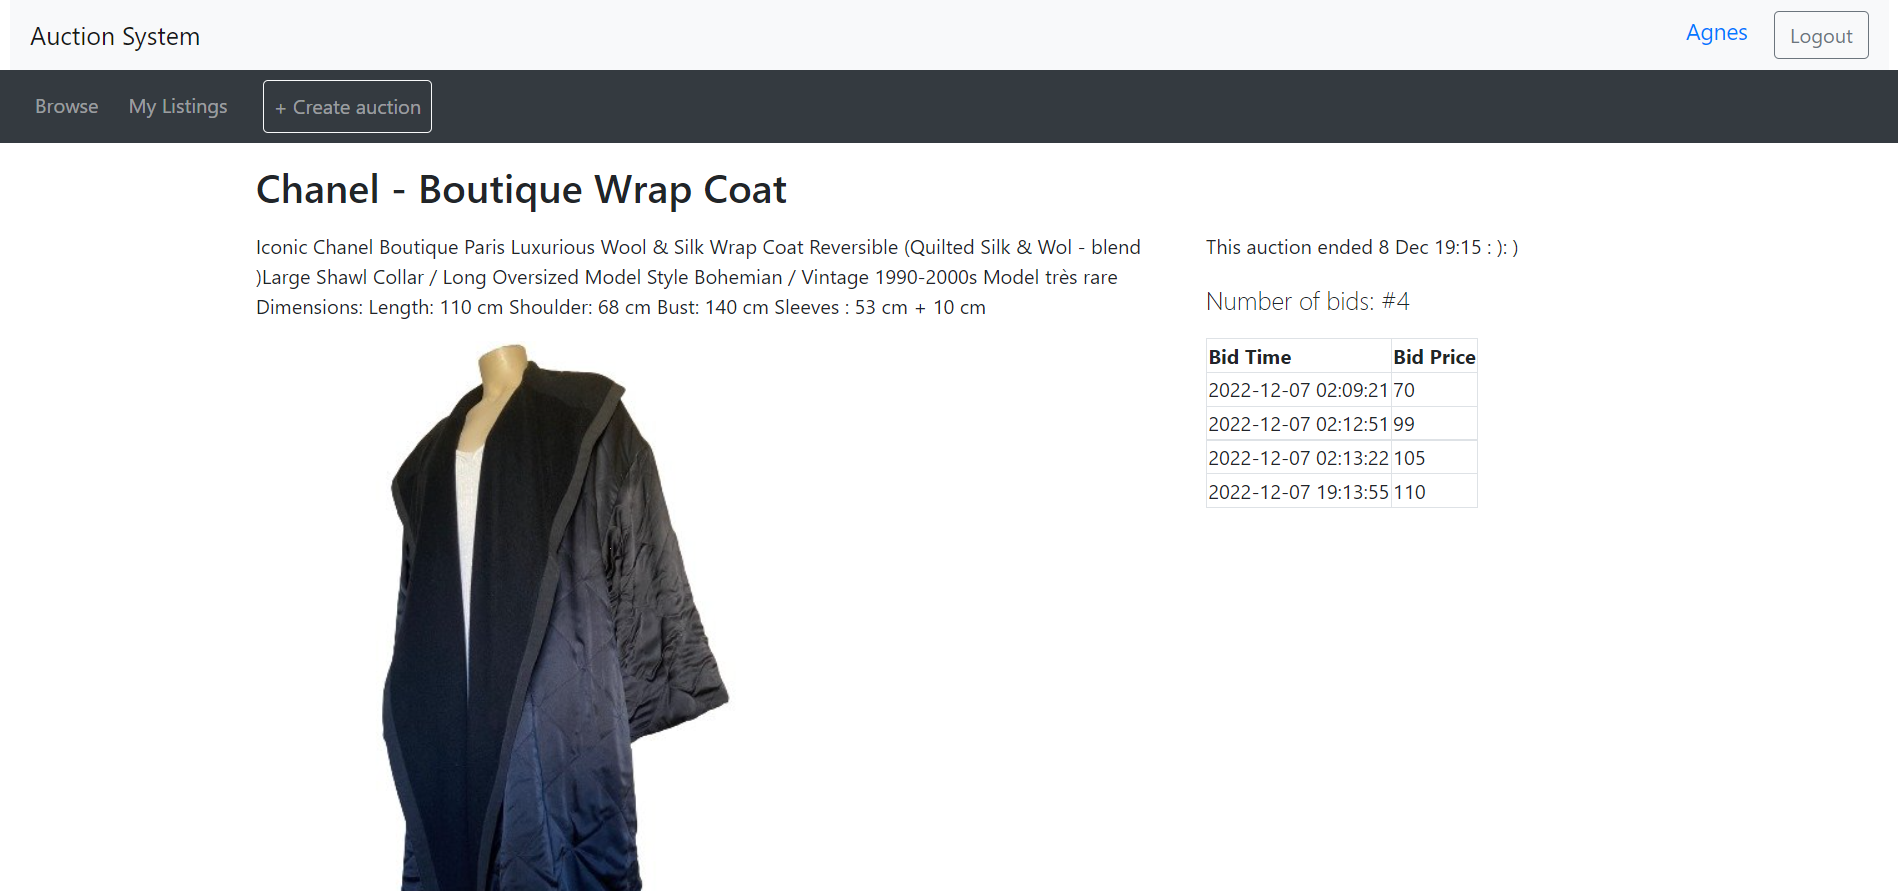 Auction System
Agnes
Logout
Browse
My Listings
+ Create auction
Chanel - Boutique Wrap Coat
Iconic Chanel Boutique Paris Luxurious Wool & Silk Wrap Coat Reversible (Quilted Silk & Wol - blend
)Large Shawl Collar / Long Oversized Model Style Bohemian / Vintage 1990-2000s Model très rare
Dimensions: Length: 110 cm Shoulder: 68 cm Bust: 140 cm Sleeves : 53 cm + 10 cm
This auction ended 8 Dec 19:15 : ): )
Number of bids: #4
Bid Time Bid Price
2022-12-07 02:09:21 70
2022-12-07 02:12:51 99
2022-12-07 02:13:22 105
2022-12-07 19:13:55 110